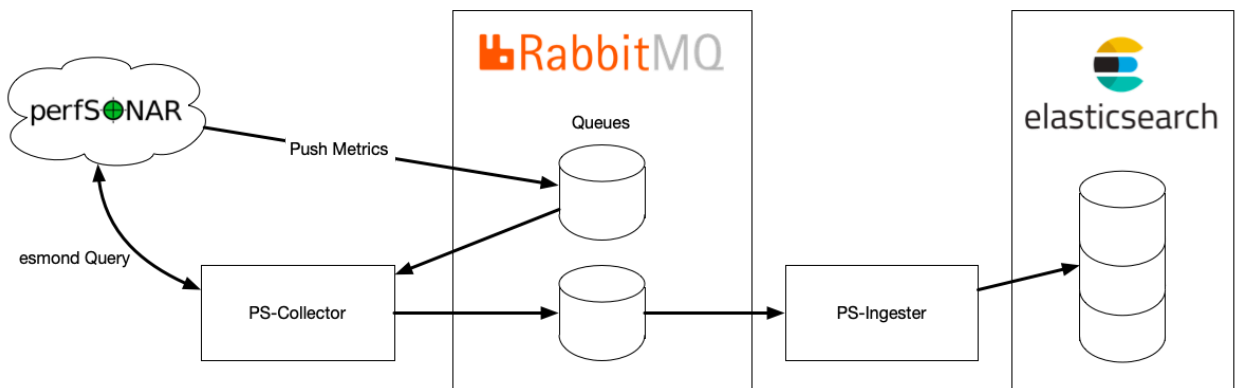 RabbitMQ
perfSONAR
elasticsearch
Queues
Push Metrics
esmond Query
PS-Collector
PS-Ingester